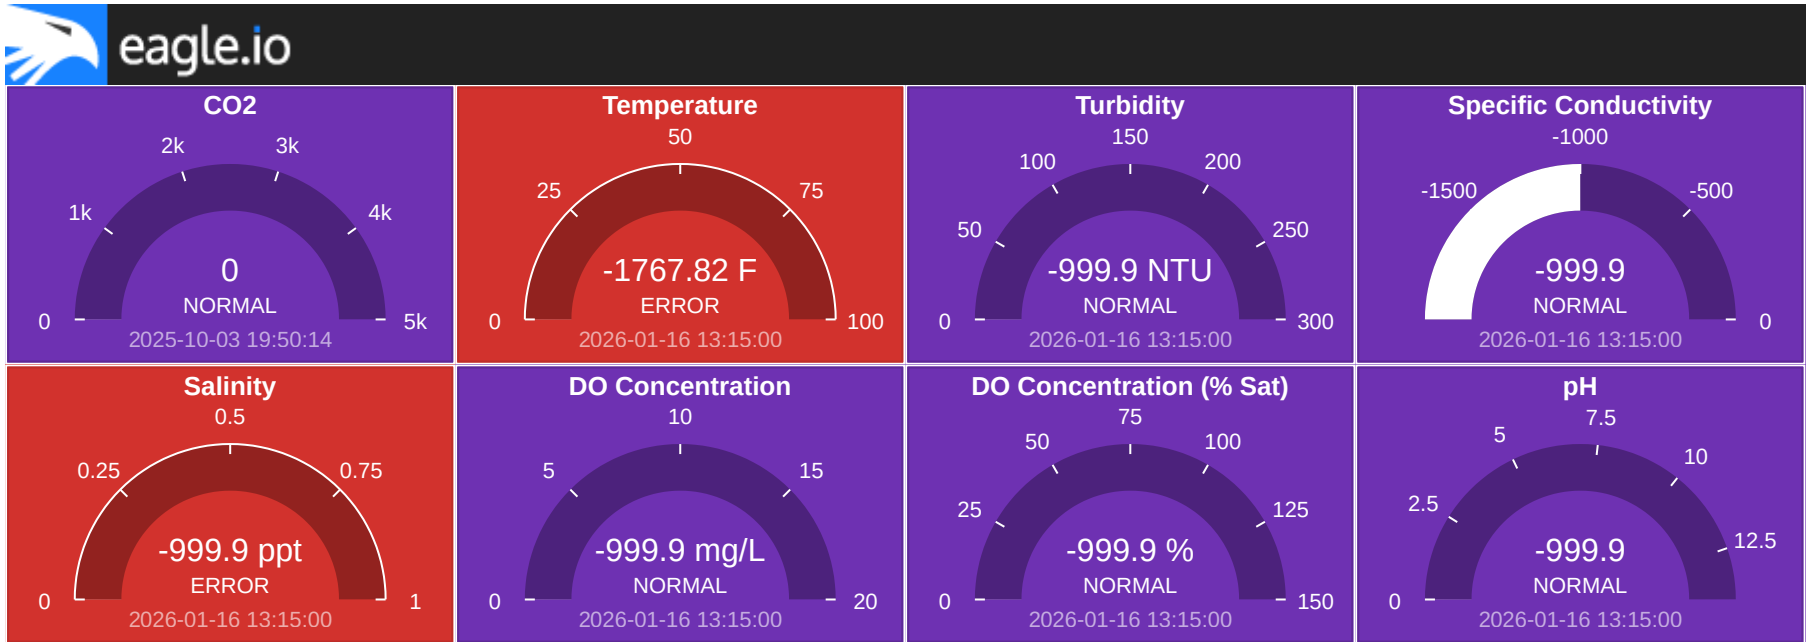 eagle.io
CO2
0
1k
2k
3k
4k
5k
0
NORMAL
2025-10-03 19:50:14
Temperature
0
25
50
75
100
-1767.82 F
ERROR
2026-01-16 13:15:00
Turbidity
0
50
100
150
200
250
300
-999.9 NTU
NORMAL
2026-01-16 13:15:00
Specific Conductivity
-1500
-1000
-500
0
-999.9
NORMAL
2026-01-16 13:15:00
Salinity
0
0.25
0.5
0.75
1
-999.9 ppt
ERROR
2026-01-16 13:15:00
DO Concentration
0
5
10
15
20
-999.9 mg/L
NORMAL
2026-01-16 13:15:00
DO Concentration (% Sat)
0
25
50
75
100
125
150
-999.9 %
NORMAL
2026-01-16 13:15:00
pH
0
2.5
5
7.5
10
12.5
-999.9
NORMAL
2026-01-16 13:15:00